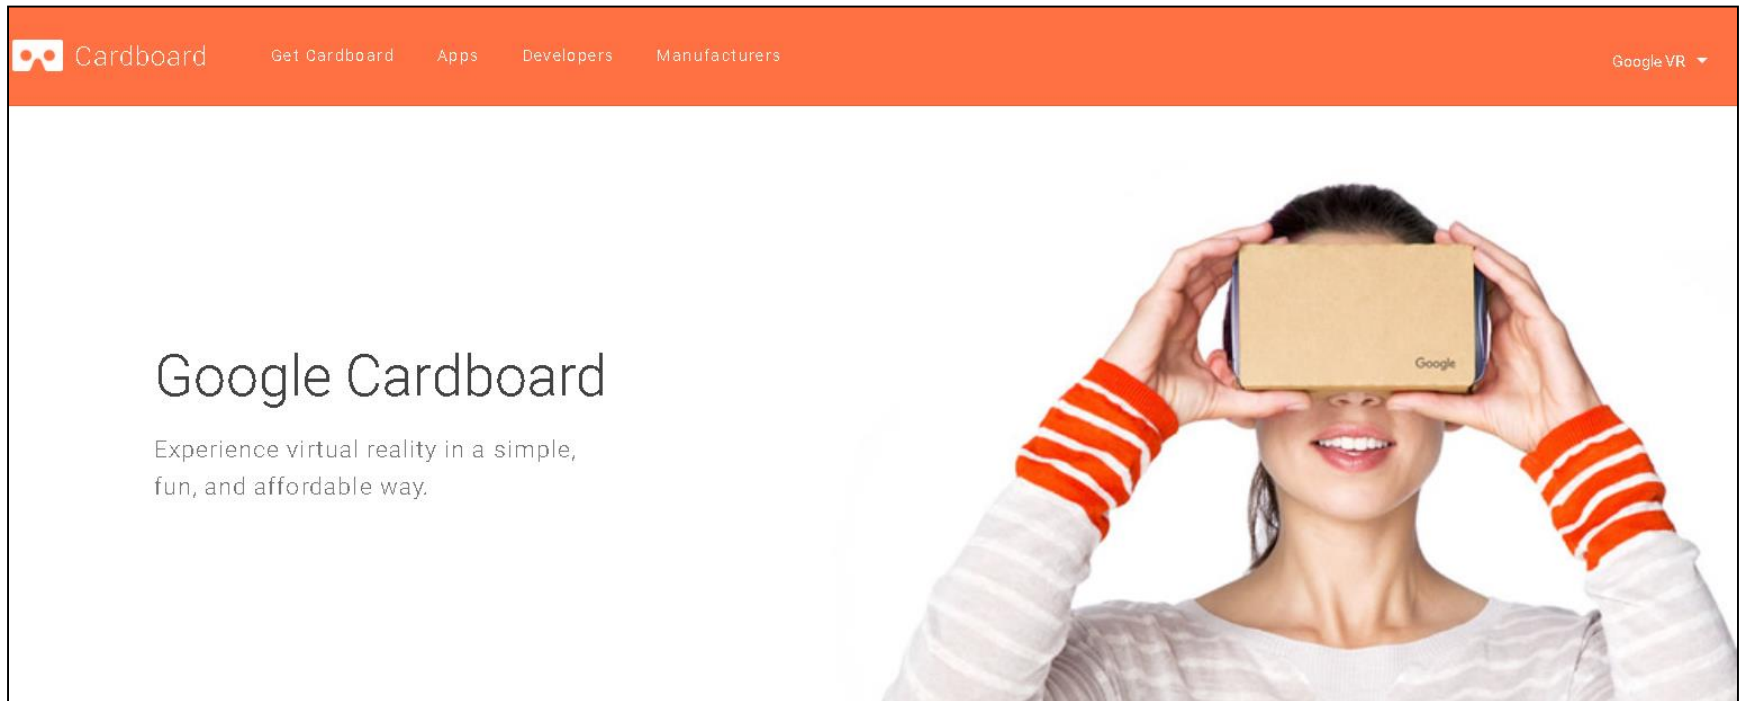 Cardboard
Get Cardboard
Apps
Developers
Manufacturers
Google VR
Google Cardboard
Experience virtual reality in a simple,
fun, and affordable way.
Google